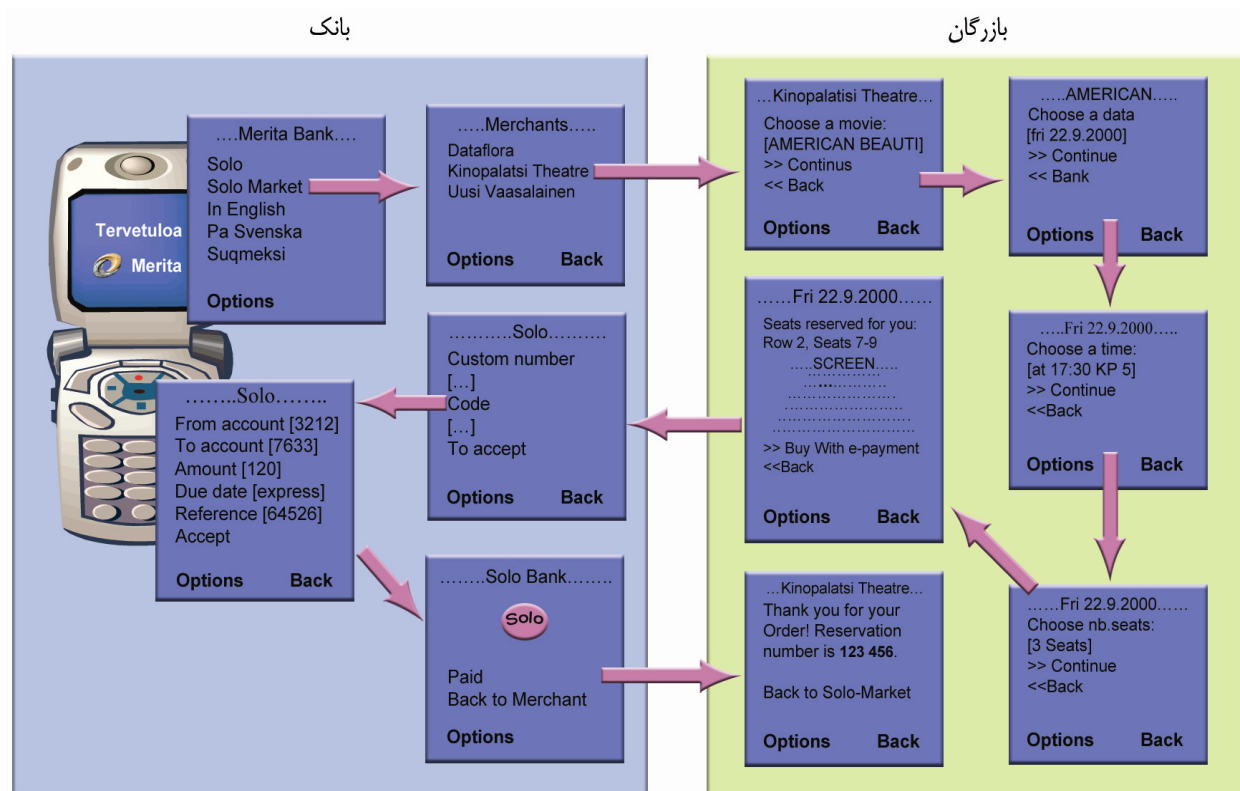 بانک
بازرگان
Tervetuloa
Merita
....Merita Bank....
Solo
Solo Market
In English
Pa Svenska
Suqmeksi
Options
.....Merchants.....
Dataflora
Kinopalatsi Theatre
Uusi Vaasalainen
Options Back
...Kinopalatisi Theatre...
Choose a movie:
[AMERICAN BEAUTI]
>> Continus
<< Back
Options Back
.....AMERICAN.....
Choose a data
[fri 22.9.2000]
>> Continue
<< Bank
Options Back
.....Fri 22.9.2000.....
Choose a time:
[at 17:30 KP 5]
>> Continue
<<Back
Options Back
......Fri 22.9.2000......
Choose nb.seats:
[3 Seats]
>> Continue
<<Back
Options Back
......Fri 22.9.2000......
Seats reserved for you:
Row 2, Seats 7-9
.....SCREEN.....
>> Buy With e-payment
<<Back
Options Back
...........Solo.........
Custom number
[...]
Code
[...]
To accept
Options Back
........Solo.......
From account [3212]
To account [7633]
Amount [120]
Due date [express]
Reference [64526]
Accept
Options Back
........Solo Bank........
Solo
Paid
Back to Merchant
Options
...Kinopalatsi Theatre...
Thank you for your
Order! Reservation
number is 123 456.
Back to Solo-Market
Options Back